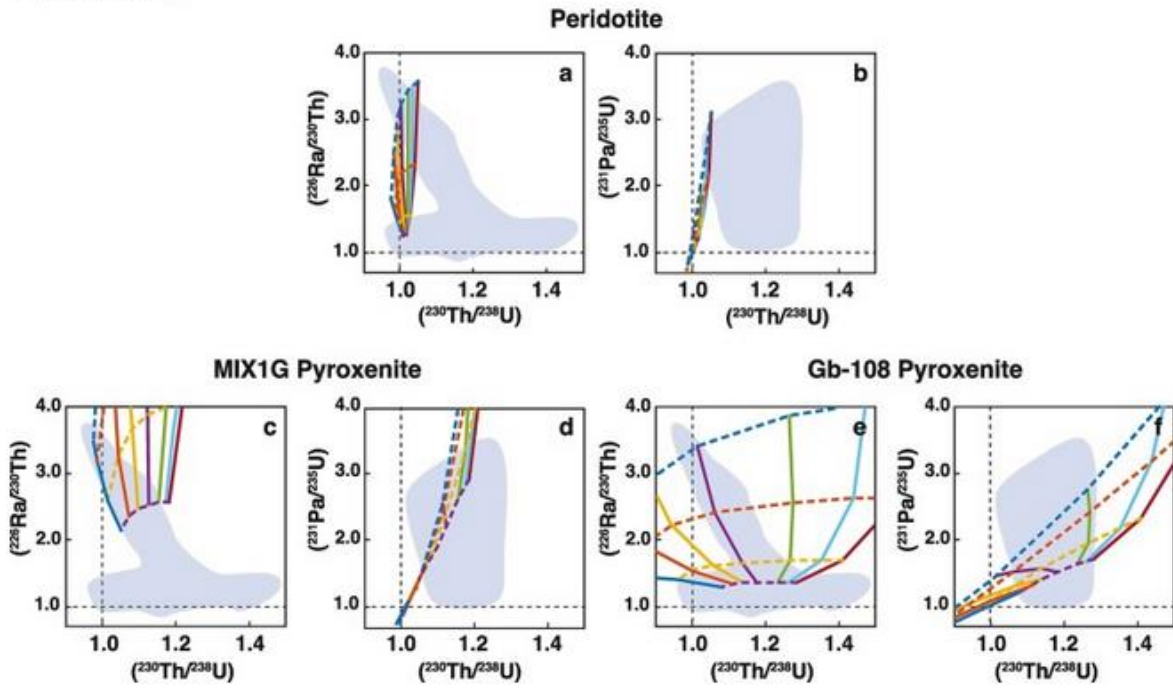 Peridotite
a
4.0
3.0
2.0
1.0
(²²⁶Ra/²³⁰Th)
1.0 1.2 1.4
(²³⁰Th/²³⁸U)
b
4.0
3.0
2.0
1.0
(²³¹Pa/²³⁵U)
1.0 1.2 1.4
(²³⁰Th/²³⁸U)
MIX1G Pyroxenite
c
4.0
3.0
2.0
1.0
(²²⁶Ra/²³⁰Th)
1.0 1.2 1.4
(²³⁰Th/²³⁸U)
d
4.0
3.0
2.0
1.0
(²³¹Pa/²³⁵U)
1.0 1.2 1.4
(²³⁰Th/²³⁸U)
Gb-108 Pyroxenite
e
4.0
3.0
2.0
1.0
(²²⁶Ra/²³⁰Th)
1.0 1.2 1.4
(²³⁰Th/²³⁸U)
f
4.0
3.0
2.0
1.0
(²³¹Pa/²³⁵U)
1.0 1.2 1.4
(²³⁰Th/²³⁸U)